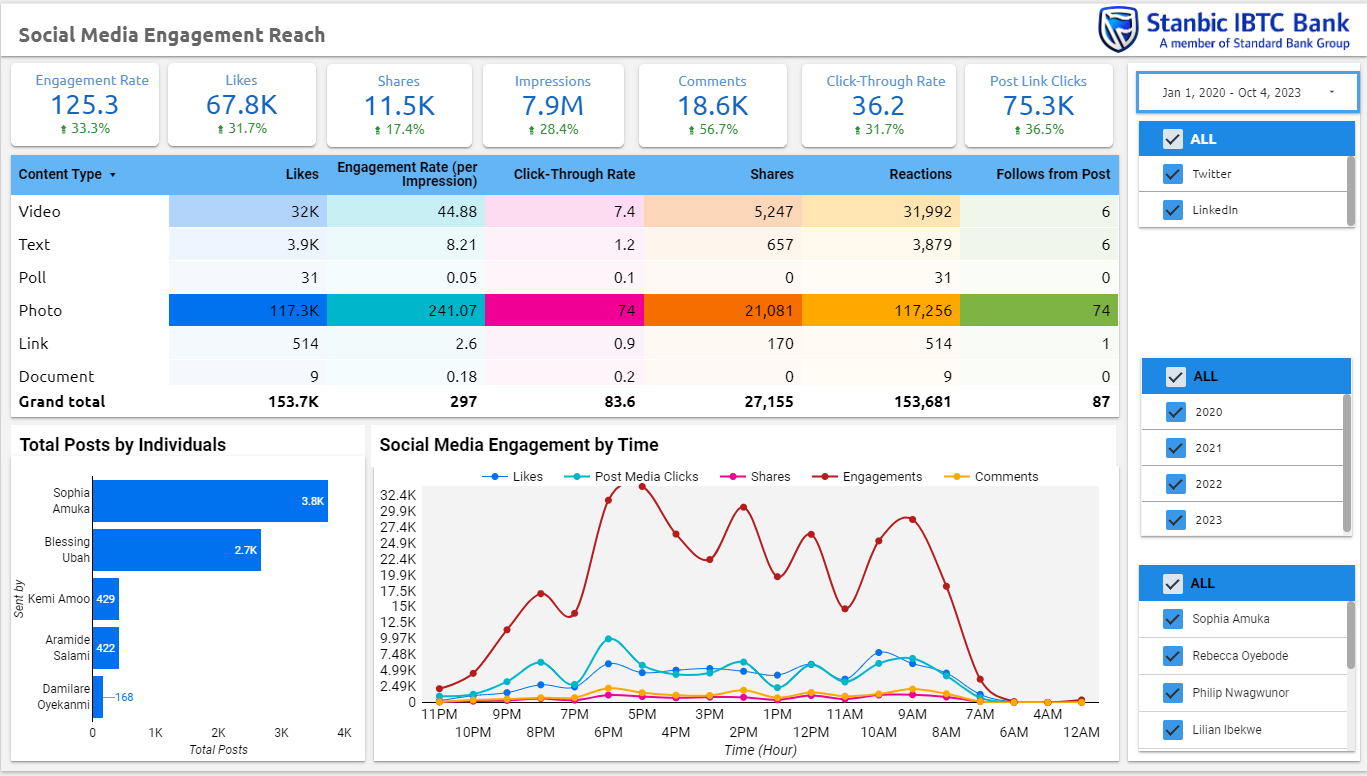 Social Media Engagement Reach
Stanbic IBTC Bank
A member of Standard Bank Group
Engagement Rate
125.3
33.3%
Likes
67.8K
31.7%
Shares
11.5K
17.4%
Impressions
7.9M
28.4%
Comments
18.6K
56.7%
Click-Through Rate
36.2
31.7%
Post Link Clicks
75.3K
36.5%
Jan 1, 2020 - Oct 4, 2023
ALL
Twitter
LinkedIn
Content Type Likes Engagement Rate (per Impression) Click-Through Rate Shares Reactions Follows from Post
Video 32K 44.88 7.4 5,247 31,992 6
Text 3.9K 8.21 1.2 657 3,879 6
Poll 31 0.05 0.1 0 31 0
Photo 117.3K 241.07 74 21,081 117,256 74
Link 514 2.6 0.9 170 514 1
Document 9 0.18 0.2 0 9 0
Grand total 153.7K 297 83.6 27,155 153,681 87
ALL
2020
2021
2022
2023
Total Posts by Individuals
Sent by
Sophia
Amuka
3.8K
Blessing
Ubah
2.7K
Kemi Amoo 429
Aramide
Salami
422
Damilare
Oyekanmi
168
0 1K 2K 3K 4K
Total Posts
Social Media Engagement by Time
Likes Post Media Clicks Shares Engagements Comments
32.4K
29.9K
27.4K
24.9K
22.4K
19.9K
17.5K
15K
12.5K
9.97K
7.48K
4.99K
2.49K
0
11PM 9PM 7PM 5PM 3PM 1PM 11AM 9AM 7AM 4AM
10PM 8PM 6PM 4PM 2PM 12PM 10AM 8AM 6AM 12AM
Time (Hour)
ALL
Sophia Amuka
Rebecca Oyebode
Philip Nwagwunor
Lilian Ibekwe